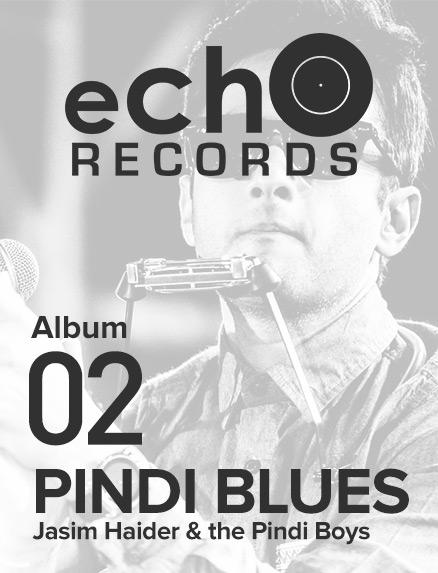 echo
RECORDS
Album
02
PINDI BLUES
Jasim Haider & the Pindi Boys